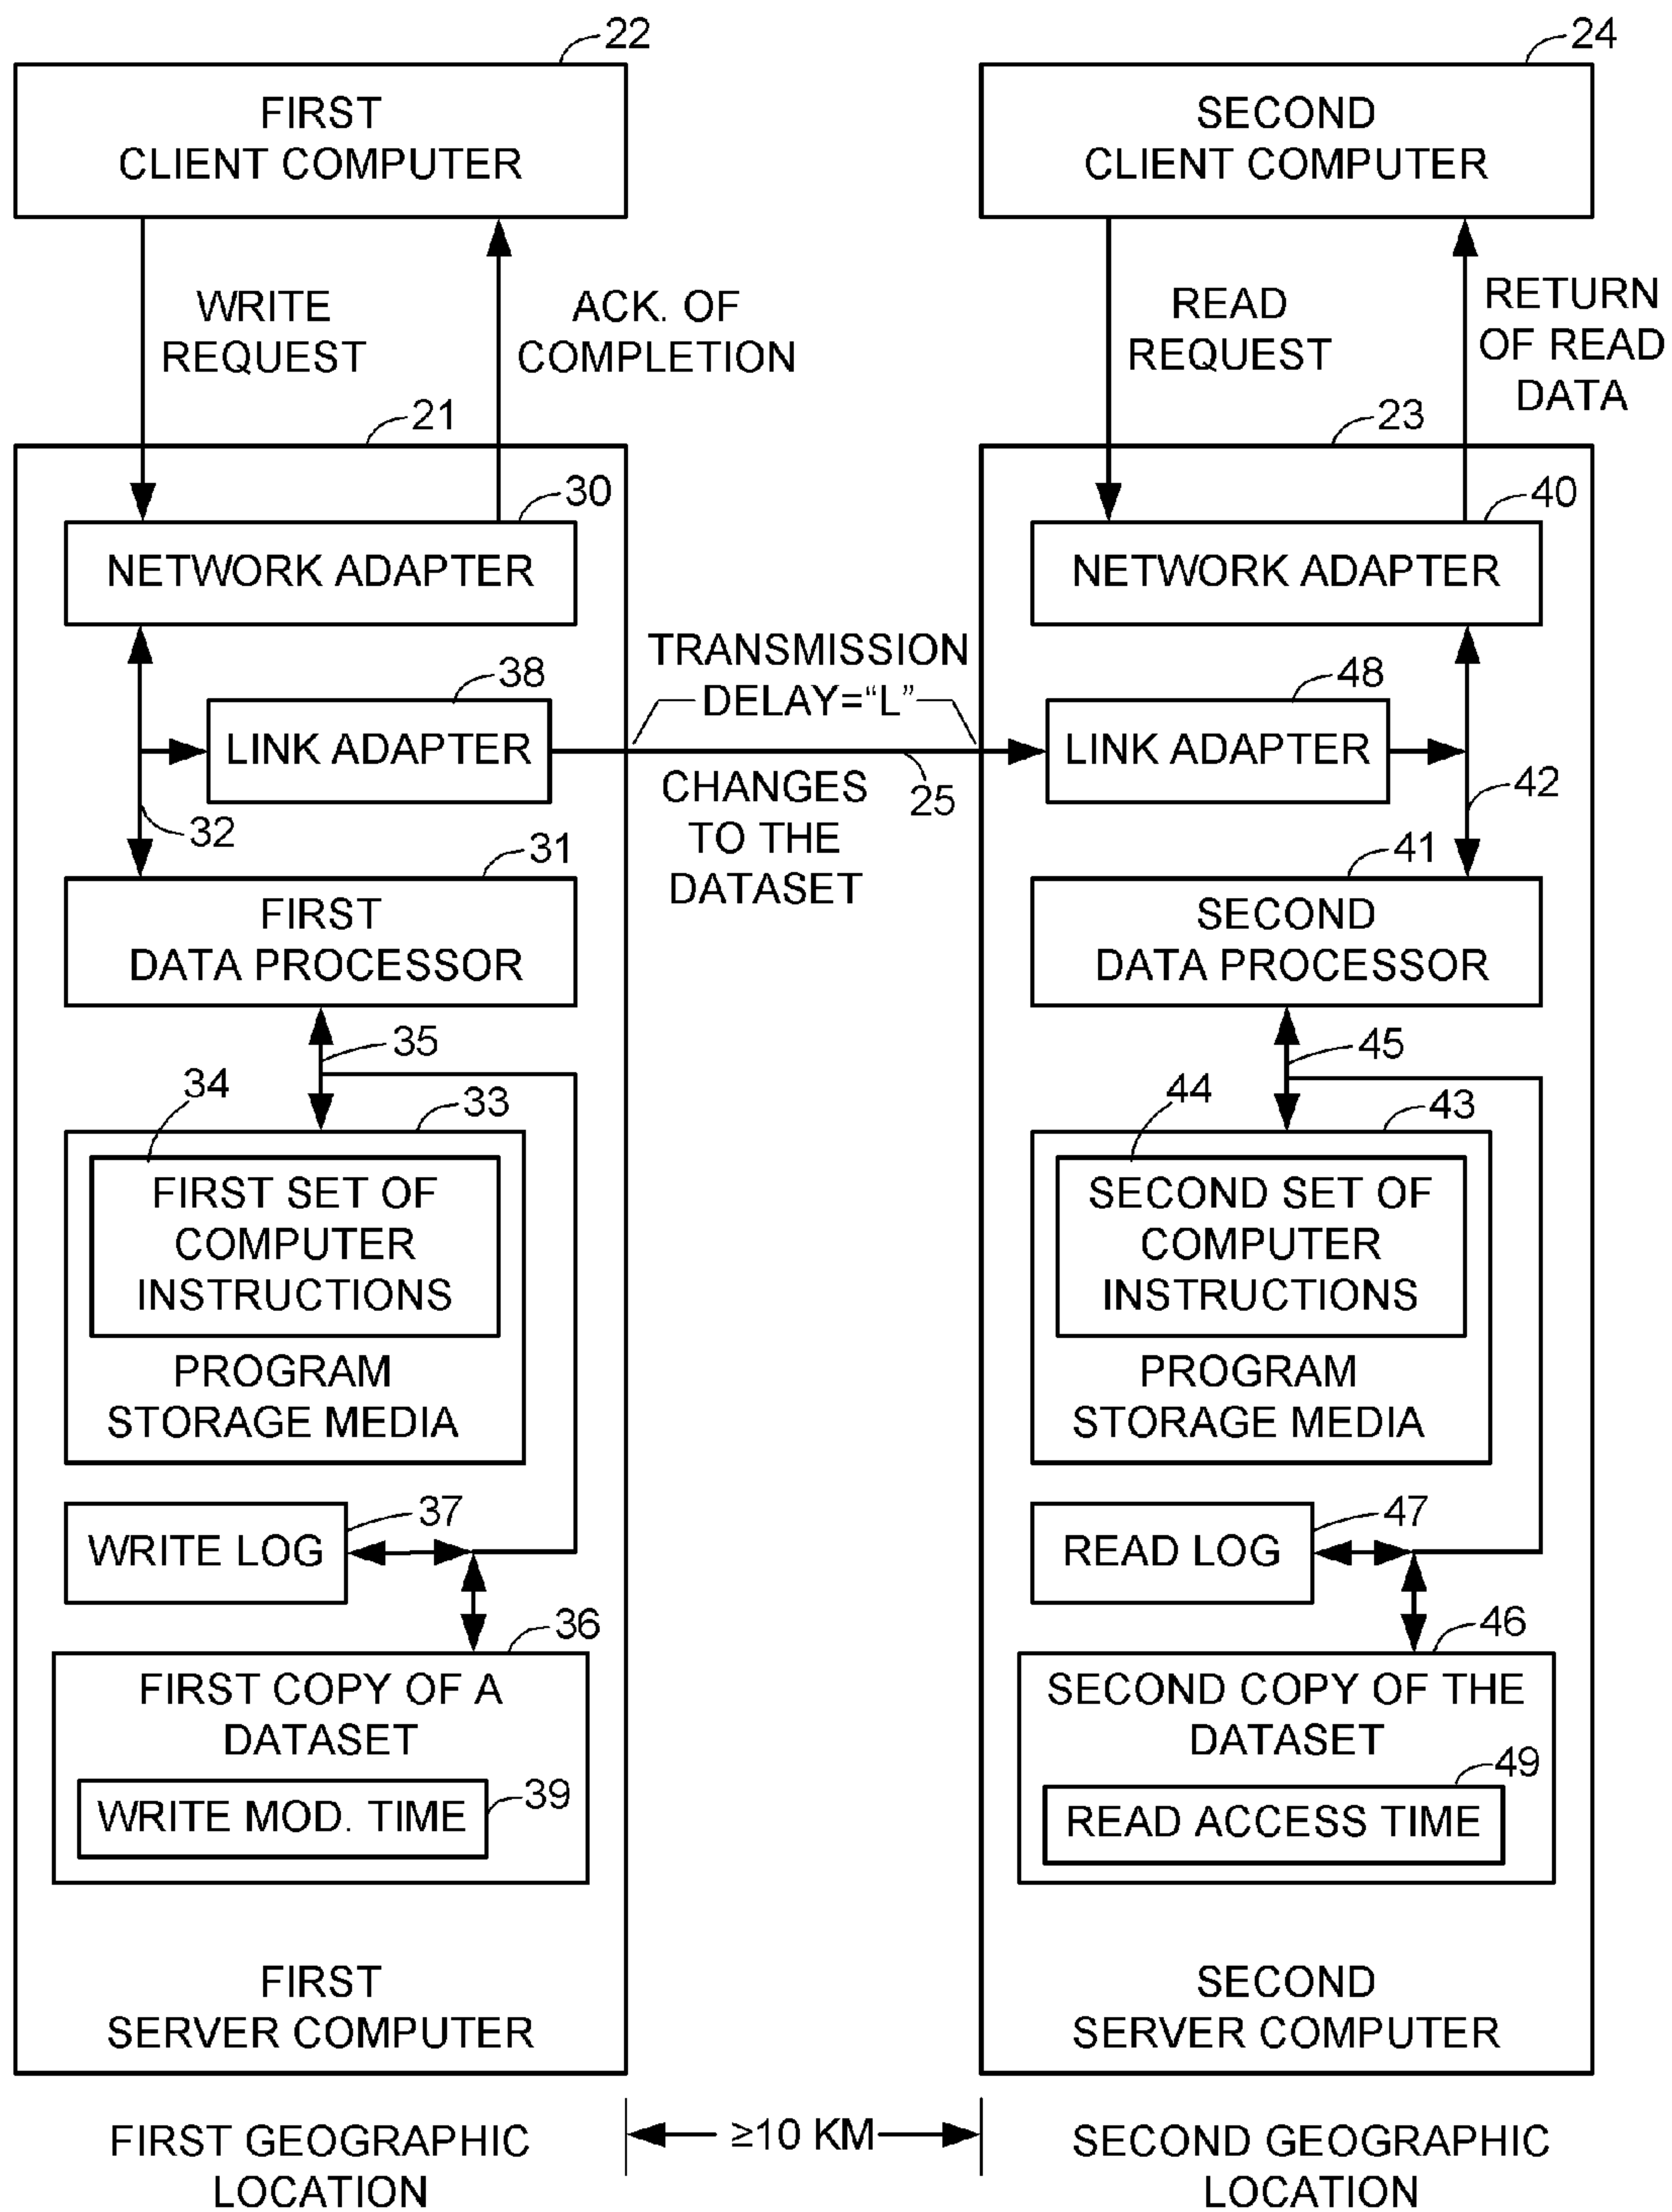 22
FIRST
CLIENT COMPUTER
24
SECOND
CLIENT COMPUTER
WRITE
REQUEST
ACK. OF
COMPLETION
READ
REQUEST
RETURN
OF READ
DATA
21
30
NETWORK ADAPTER
38
LINK ADAPTER
32
31
FIRST
DATA PROCESSOR
35
34
33
FIRST SET OF
COMPUTER
INSTRUCTIONS
PROGRAM
STORAGE MEDIA
37
WRITE LOG
36
FIRST COPY OF A
DATASET
39
WRITE MOD. TIME
FIRST
SERVER COMPUTER
TRANSMISSION
DELAY=“L”
CHANGES
TO THE
DATASET
25
23
40
NETWORK ADAPTER
48
LINK ADAPTER
42
41
SECOND
DATA PROCESSOR
45
44
43
SECOND SET OF
COMPUTER
INSTRUCTIONS
PROGRAM
STORAGE MEDIA
47
READ LOG
46
SECOND COPY OF THE
DATASET
49
READ ACCESS TIME
SECOND
SERVER COMPUTER
FIRST GEOGRAPHIC
LOCATION
≥10 KM
SECOND GEOGRAPHIC
LOCATION